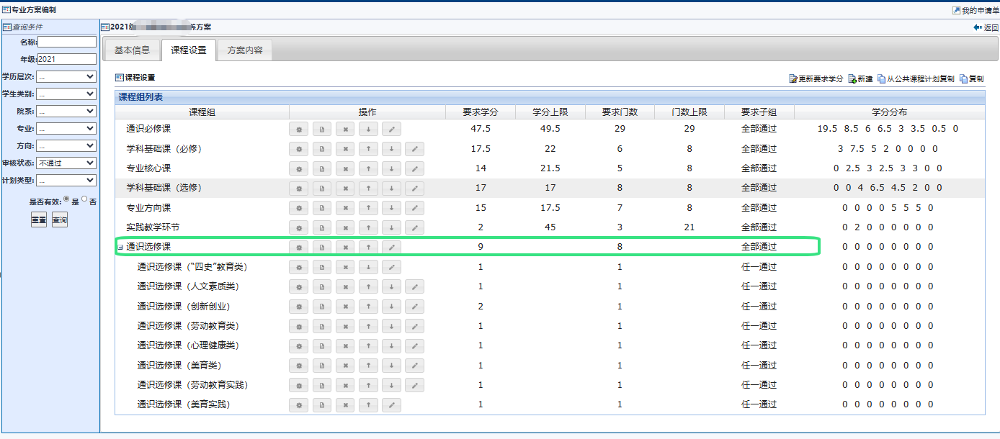 专业方案编制
我的申请单
查询条件
名称:
年级: 2021
学历层次: ...
学生类别: ...
院系: ...
专业: ...
方向: ...
审核状态: 不通过
计划类型: ...
是否有效: 是 否
重置 查询
2021级 养方案
返回
基本信息 课程设置 方案内容
课程设置
更新要求学分 新建 从公共课程计划复制 复制
课程组列表
课程组 操作 要求学分 学分上限 要求门数 门数上限 要求子组 学分分布
通识必修课 47.5 49.5 29 29 全部通过 19.5 8.5 6 6.5 3 3.5 0.5 0
学科基础课（必修） 17.5 22 6 8 全部通过 3 7.5 5 2 0 0 0 0
专业核心课 14 21.5 5 8 全部通过 0 2.5 3 2.5 3 3 0 0
学科基础课（选修） 17 17 8 8 全部通过 0 0 4 6.5 4.5 2 0 0
专业方向课 15 17.5 7 8 全部通过 0 0 0 0 5 5 5 0
实践教学环节 2 45 3 21 全部通过 0 2 0 0 0 0 0 0
通识选修课 9 8 全部通过 0 0 0 0 0 0 0 0
通识选修课（“四史”教育类） 1 1 任一通过 0 0 0 0 0 0 0 0
通识选修课（人文素质类） 1 1 任一通过 0 0 0 0 0 0 0 0
通识选修课（创新创业） 2 1 任一通过 0 0 0 0 0 0 0 0
通识选修课（劳动教育类） 1 1 任一通过 0 0 0 0 0 0 0 0
通识选修课（心理健康类） 1 1 任一通过 0 0 0 0 0 0 0 0
通识选修课（美育类） 1 1 任一通过 0 0 0 0 0 0 0 0
通识选修课（劳动教育实践） 1 1 任一通过 0 0 0 0 0 0 0 0
通识选修课（美育实践） 1 1 任一通过 0 0 0 0 0 0 0 0